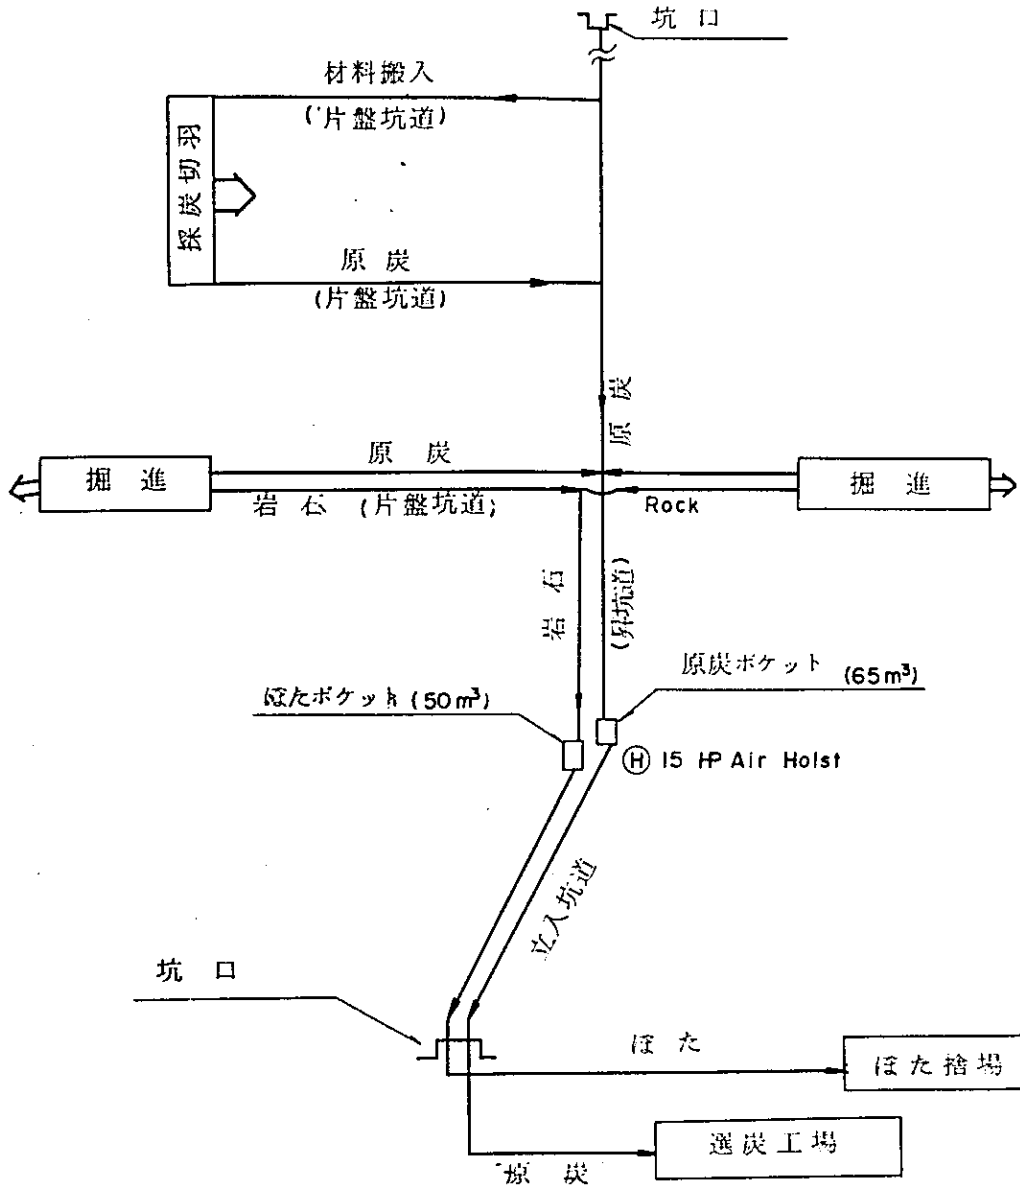 坑口
材料搬入
(片盤坑道)
採炭切羽
原炭
(片盤坑道)
原炭
原炭
掘進
掘進
岩石 (片盤坑道)
Rock
岩石
(昇坑道)
原炭ポケット (65m³)
ぼたポケット (50m³)
Ⓗ 15 HP Air Hoist
立入坑道
坑口
ぼた
ぼた捨場
選炭工場
原炭